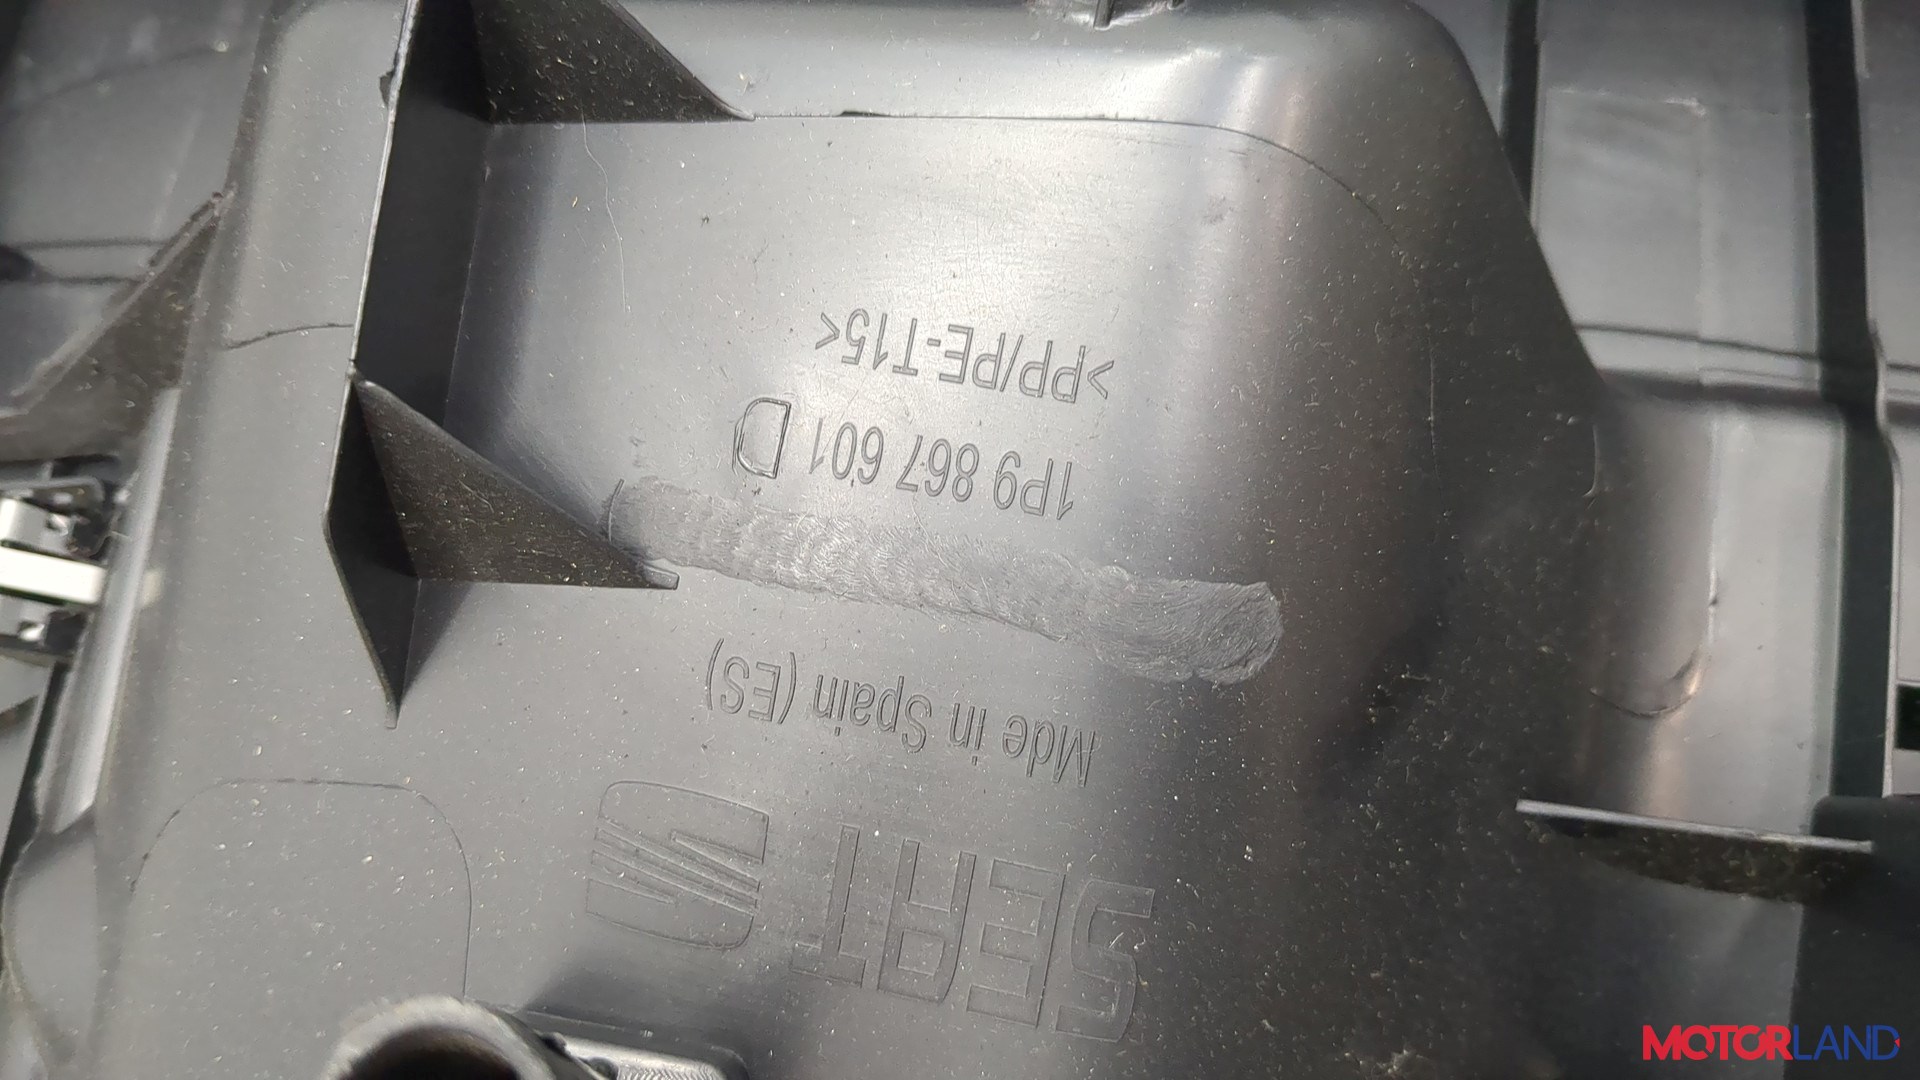 SEAT
Mde in Spain (ES)
1P9 867 601 D
>PP/PE-T15<
MOTORLAND